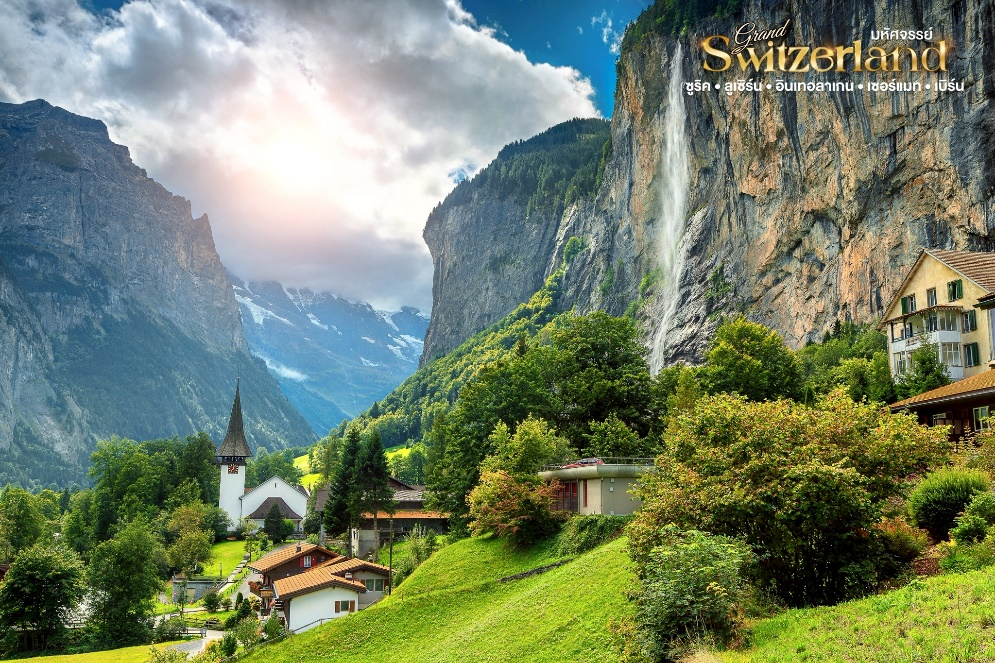 มหัศจรรย์
Grand
Switzerland
ซูริค • ลูเซิร์น • อินเทอลาเกน • เซอร์แมท • เบิร์น